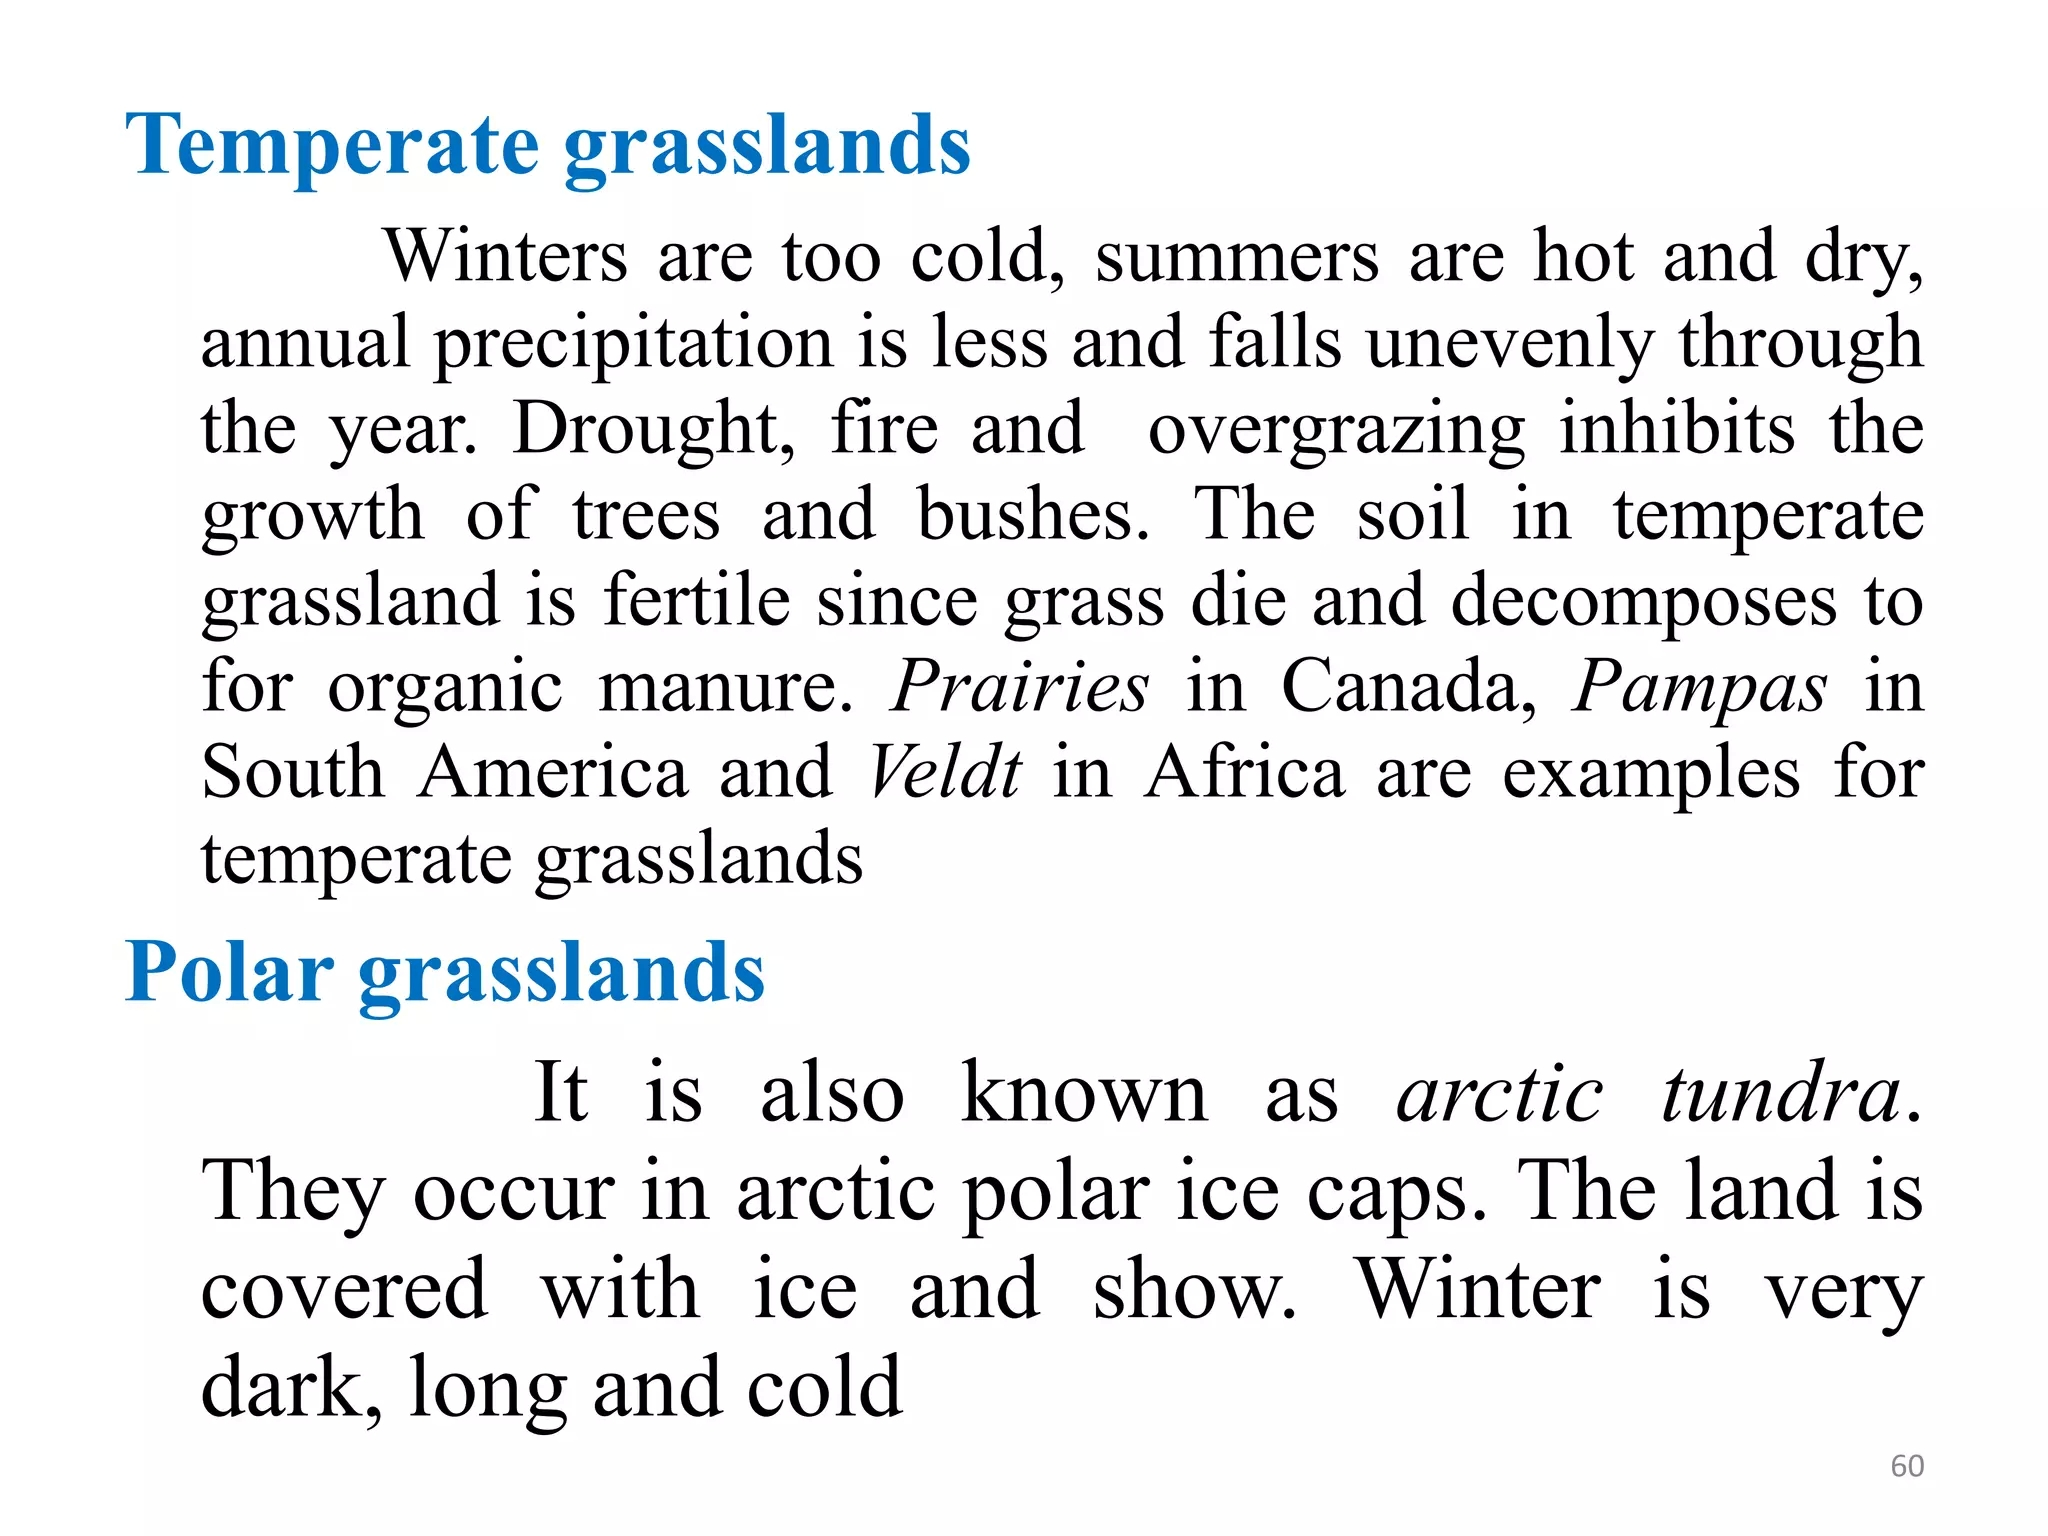 Temperate grasslands
Winters are too cold, summers are hot and dry,
annual precipitation is less and falls unevenly through
the year. Drought, fire and overgrazing inhibits the
growth of trees and bushes. The soil in temperate
grassland is fertile since grass die and decomposes to
for organic manure. Prairies in Canada, Pampas in
South America and Veldt in Africa are examples for
temperate grasslands
Polar grasslands
It is also known as arctic tundra.
They occur in arctic polar ice caps. The land is
covered with ice and show. Winter is very
dark, long and cold
60